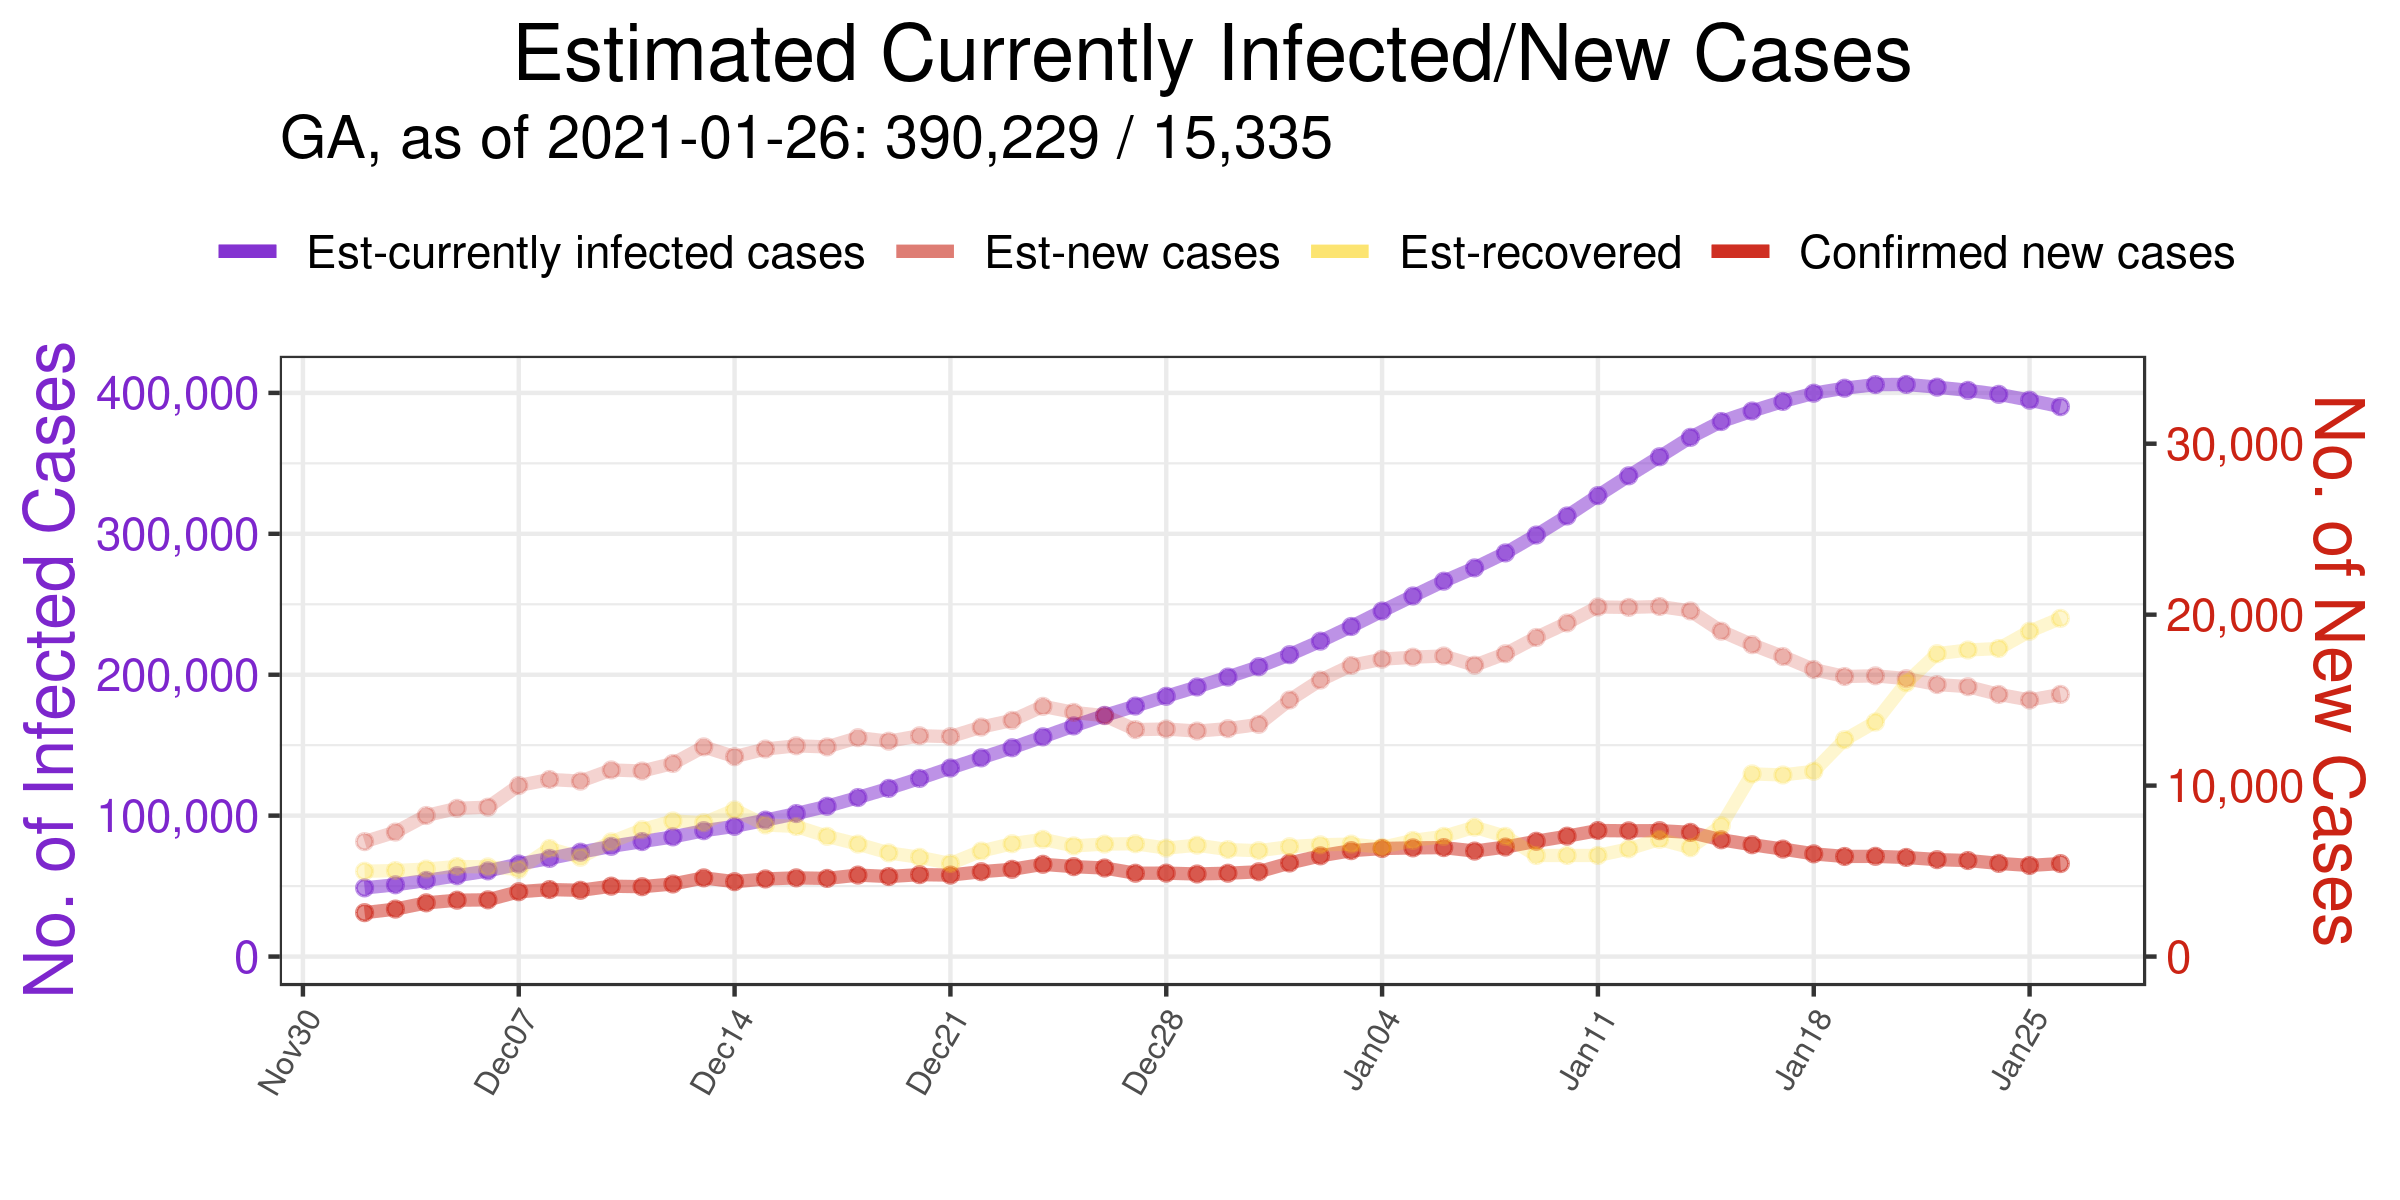 Estimated Currently Infected/New Cases
GA, as of 2021-01-26: 390,229 / 15,335
Est-currently infected cases Est-new cases Est-recovered Confirmed new cases
No. of Infected Cases
400,000
300,000
200,000
100,000
0
30,000
20,000
10,000
0
No. of New Cases
Nov30 Dec07 Dec14 Dec21 Dec28 Jan04 Jan11 Jan18 Jan25